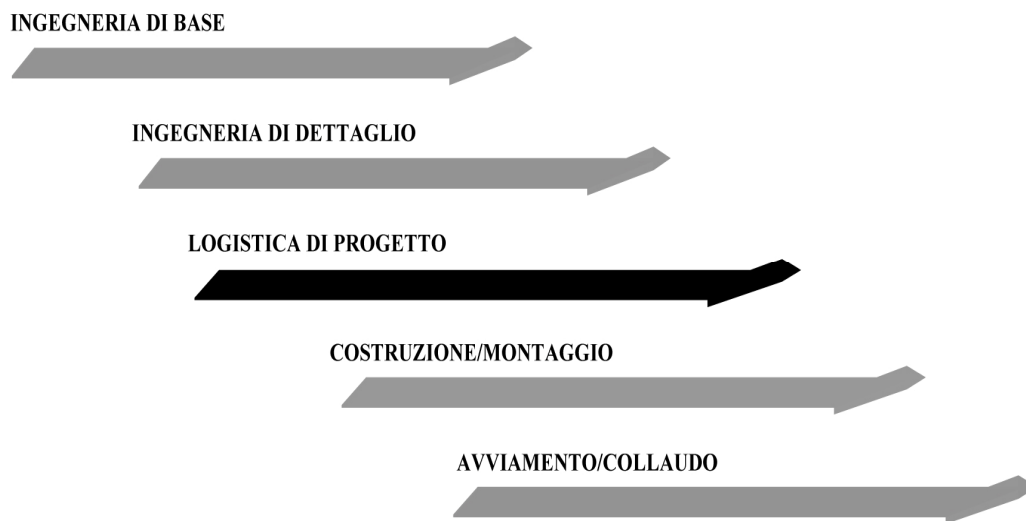 INGEGNERIA DI BASE
INGEGNERIA DI DETTAGLIO
LOGISTICA DI PROGETTO
COSTRUZIONE/MONTAGGIO
AVVIAMENTO/COLLAUDO